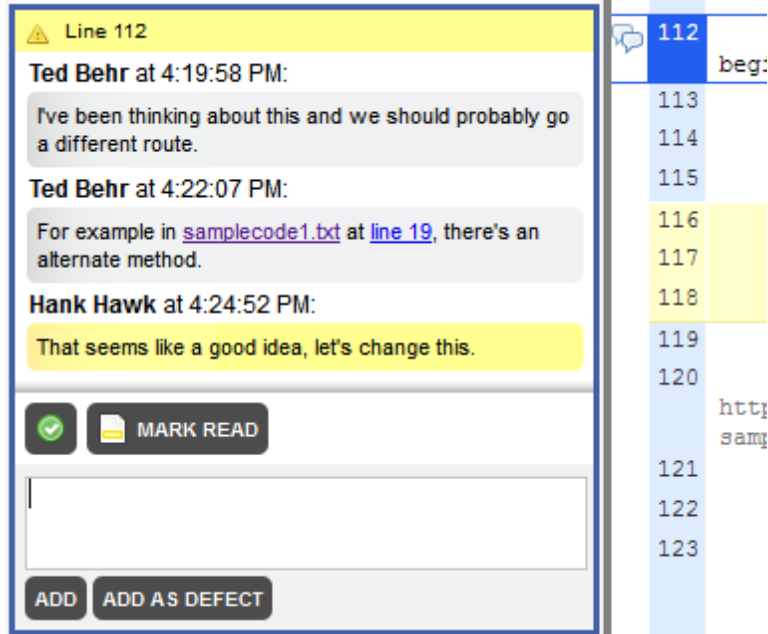 Line 112
Ted Behr at 4:19:58 PM:
I've been thinking about this and we should probably go
a different route.
Ted Behr at 4:22:07 PM:
For example in samplecode1.txt at line 19, there's an
alternate method.
Hank Hawk at 4:24:52 PM:
That seems like a good idea, let's change this.
MARK READ
ADD
ADD AS DEFECT
112
113
114
115
116
117
118
119
120
121
122
123